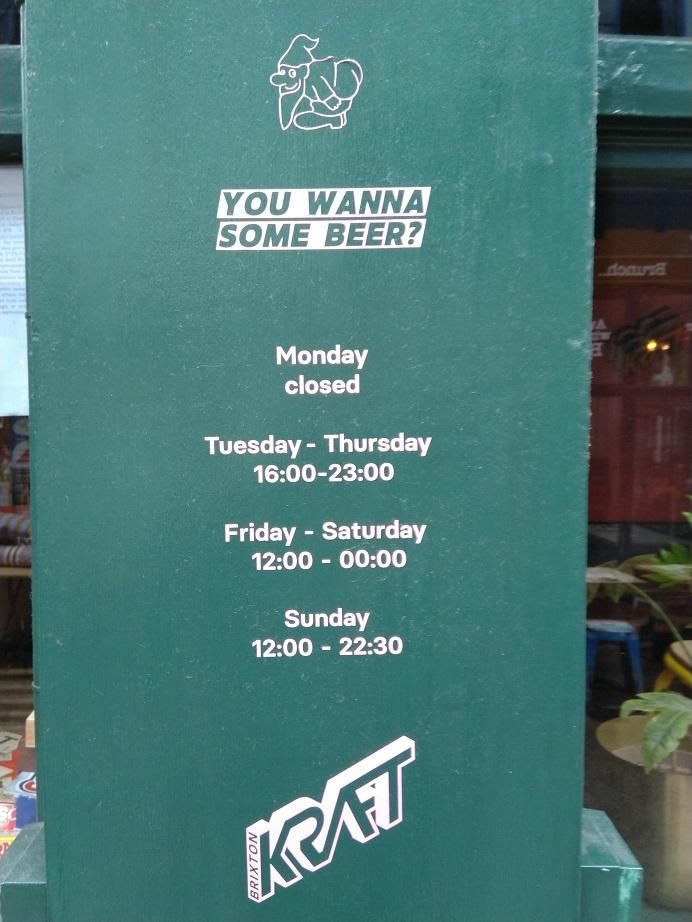 YOU WANNA
SOME BEER?
Monday
closed
Tuesday - Thursday
16:00-23:00
Friday - Saturday
12:00 - 00:00
Sunday
12:00 - 22:30
BRIXTON
KRAFT
Brunch..